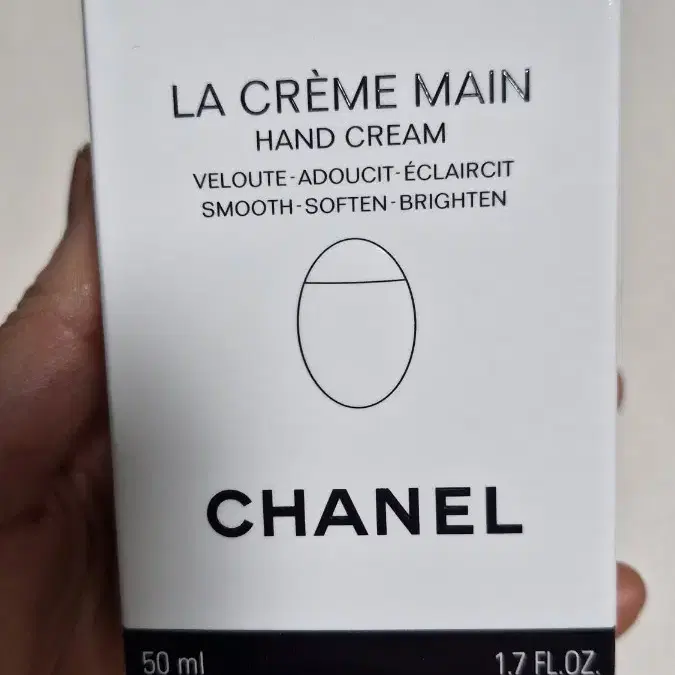 LA CRÈME MAIN
HAND CREAM
VELOUTE-ADOUCIT-ÉCLAIRCIT
SMOOTH-SOFTEN-BRIGHTEN
CHANEL
50 ml 1.7 FL.OZ.